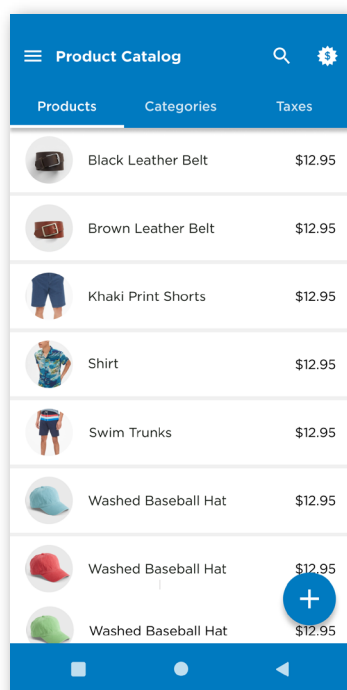 Product Catalog
Products Categories Taxes
Black Leather Belt $12.95
Brown Leather Belt $12.95
Khaki Print Shorts $12.95
Shirt $12.95
Swim Trunks $12.95
Washed Baseball Hat $12.95
Washed Baseball Hat $12.95
Washed Baseball Hat $12.95